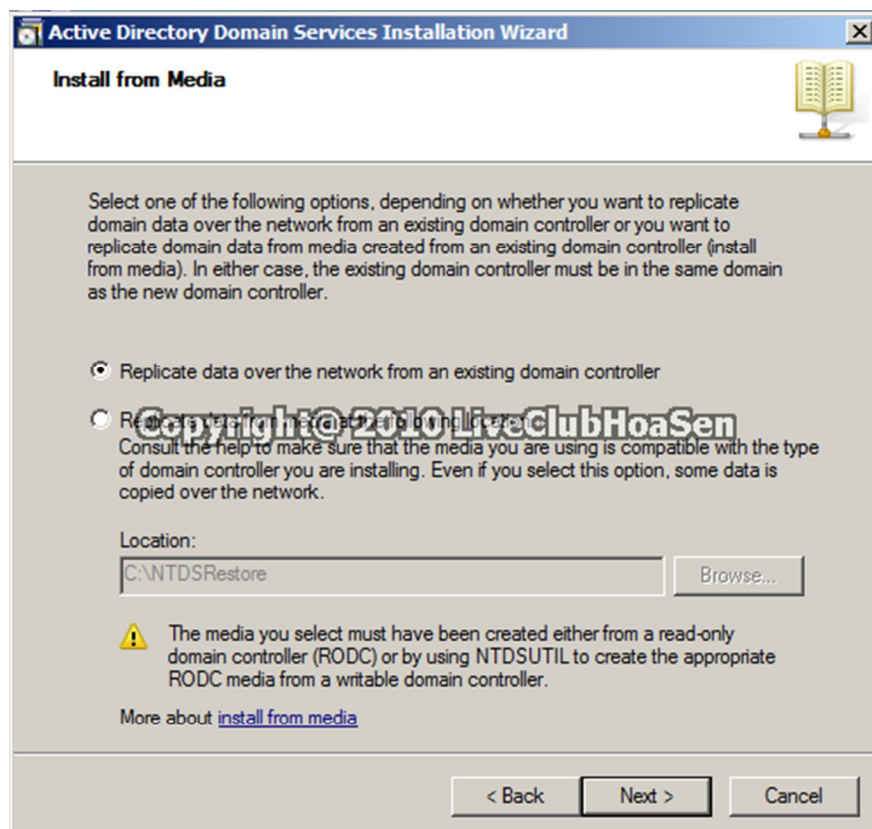 Active Directory Domain Services Installation Wizard
Install from Media
Select one of the following options, depending on whether you want to replicate
domain data over the network from an existing domain controller or you want to
replicate domain data from media created from an existing domain controller (install
from media). In either case, the existing domain controller must be in the same domain
as the new domain controller.
Replicate data over the network from an existing domain controller
Replicate data from media at the following location:
Copyright@ 2010 LiveClubHoaSen
Consult the help to make sure that the media you are using is compatible with the type
of domain controller you are installing. Even if you select this option, some data is
copied over the network.
Location:
C:\NTDSRestore
Browse...
The media you select must have been created either from a read-only
domain controller (RODC) or by using NTDSUTIL to create the appropriate
RODC media from a writable domain controller.
More about install from media
< Back
Next >
Cancel